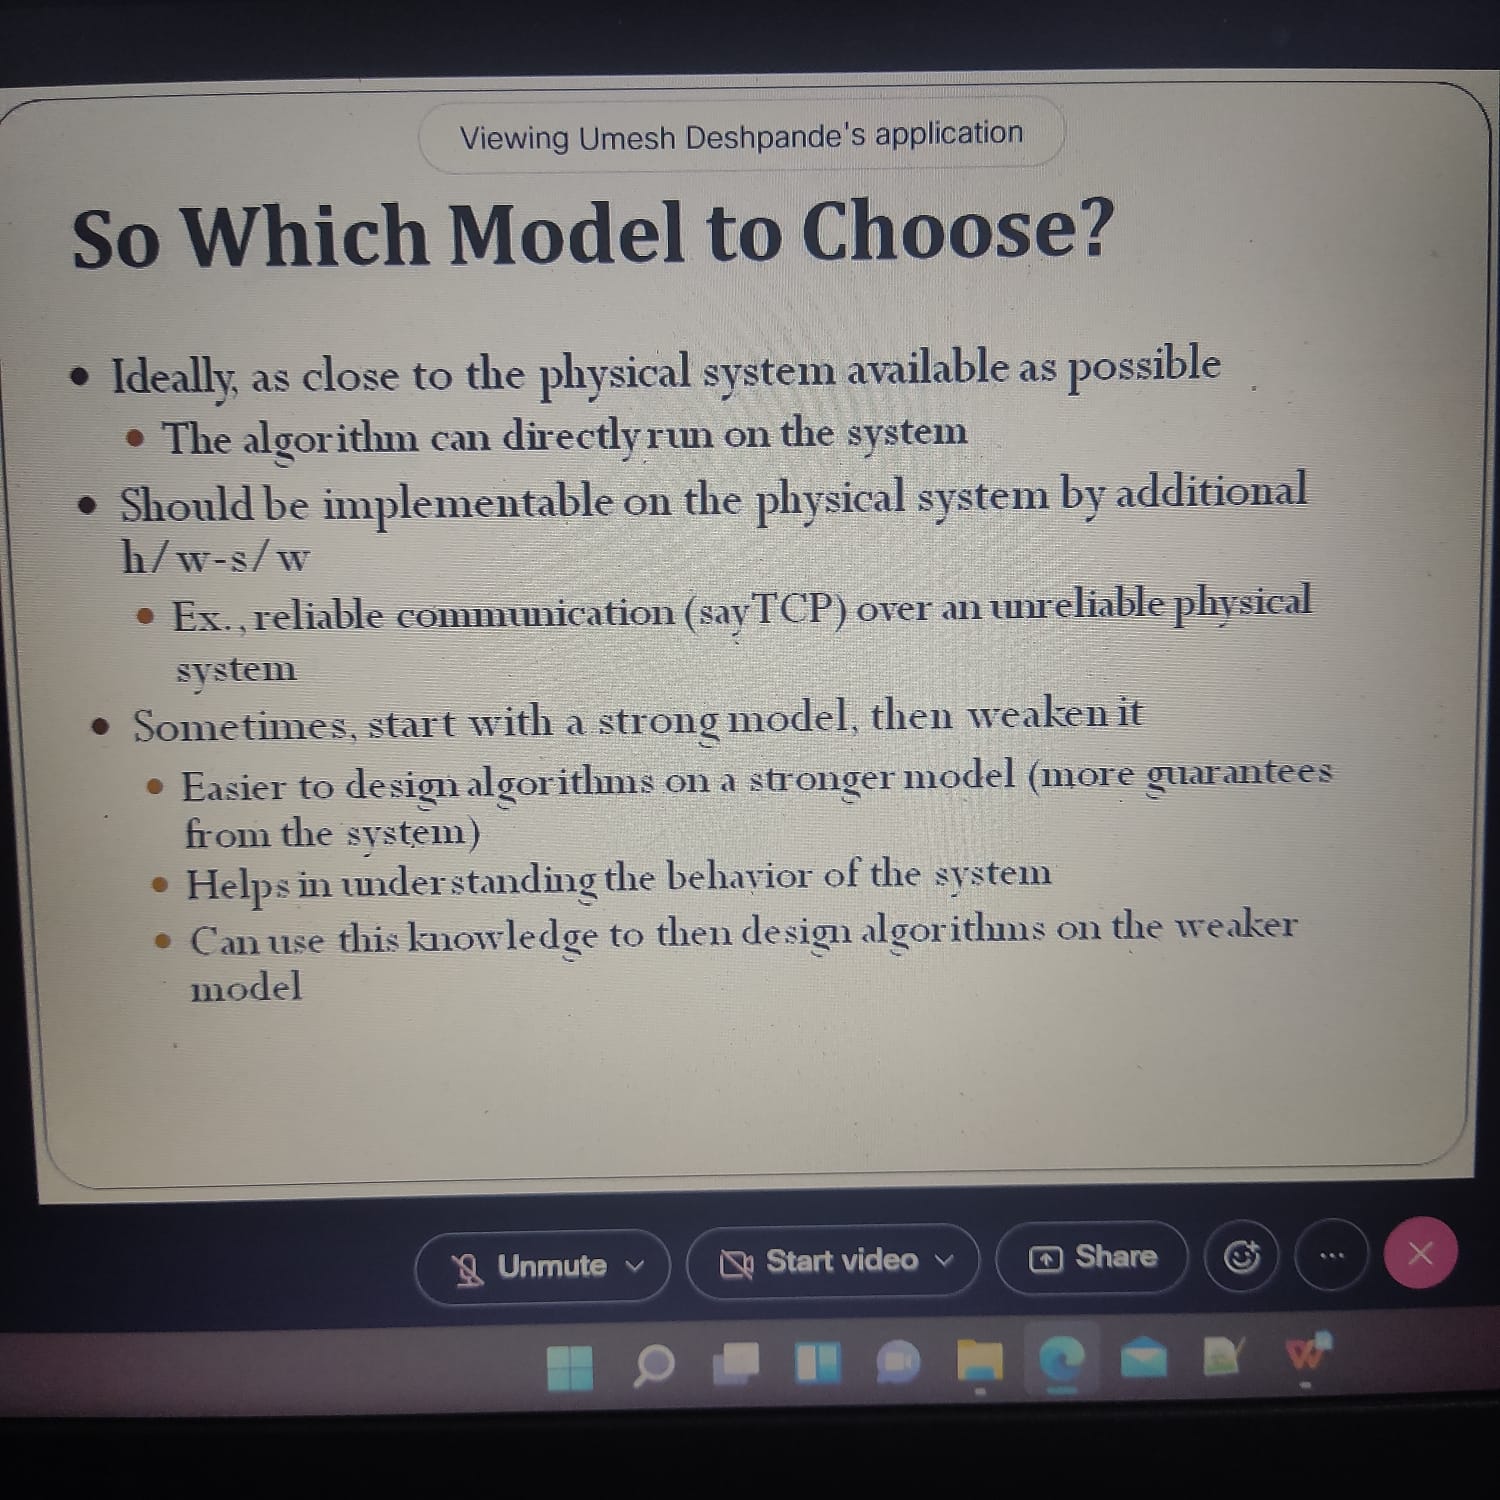 Viewing Umesh Deshpande's application
So Which Model to Choose?
• Ideally, as close to the physical system available as possible
• The algorithm can directly run on the system
• Should be implementable on the physical system by additional
h/w-s/w
• Ex., reliable communication (say TCP) over an unreliable physical
system
• Sometimes, start with a strong model, then weaken it
• Easier to design algorithms on a stronger model (more guarantees
from the system)
• Helps in understanding the behavior of the system
• Can use this knowledge to then design algorithms on the weaker
model
Unmute
Start video
Share